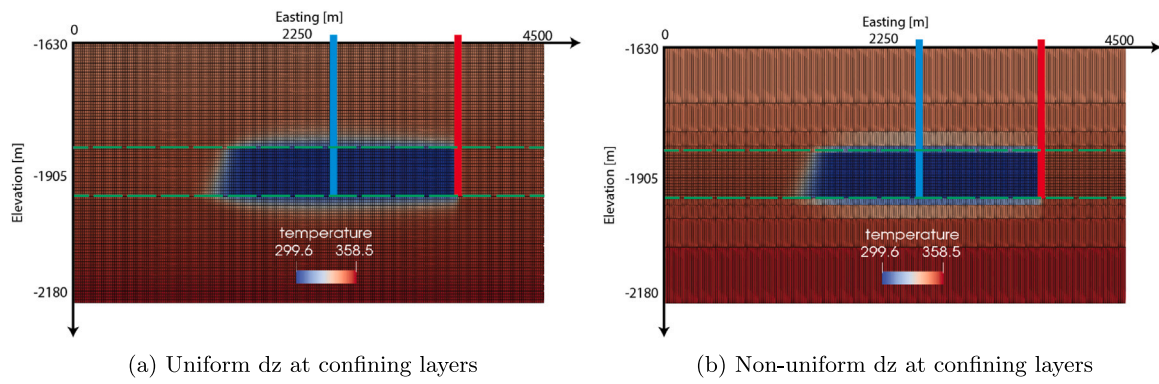 Easting [m]
0
2250
4500
-1630
-1905
-2180
Elevation [m]
temperature
299.6 358.5
(a) Uniform dz at confining layers
Easting [m]
0
2250
4500
-1630
-1905
-2180
Elevation [m]
temperature
299.6 358.5
(b) Non-uniform dz at confining layers